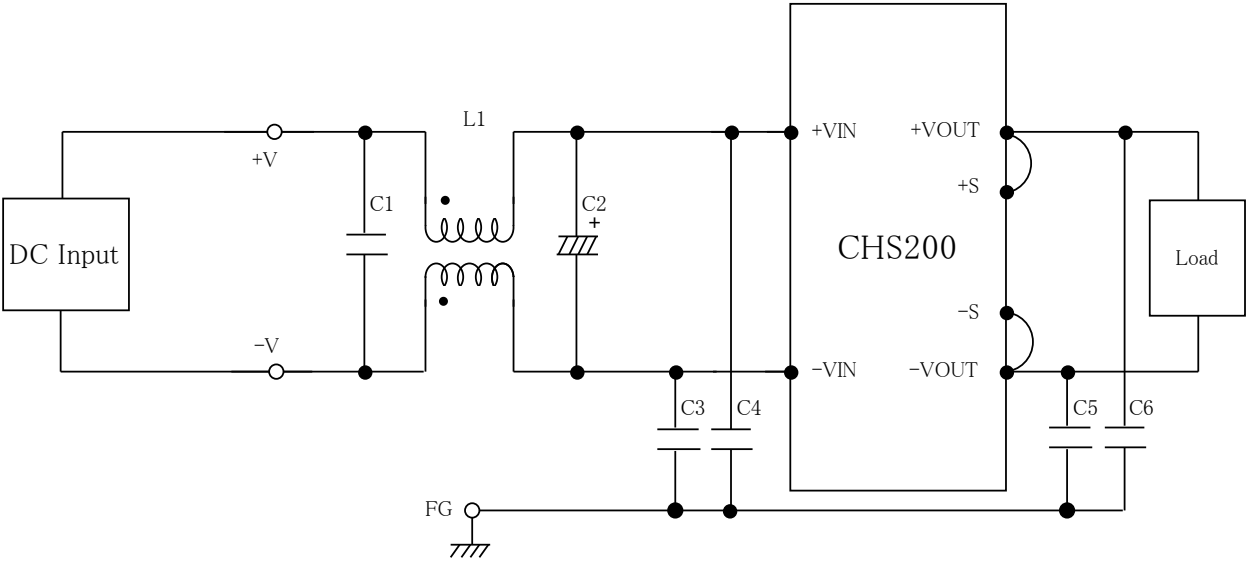 L1
+V
+VIN
+VOUT
+S
C1
C2
+
DC Input
CHS200
Load
−S
−V
−VIN
−VOUT
C3
C4
C5
C6
FG